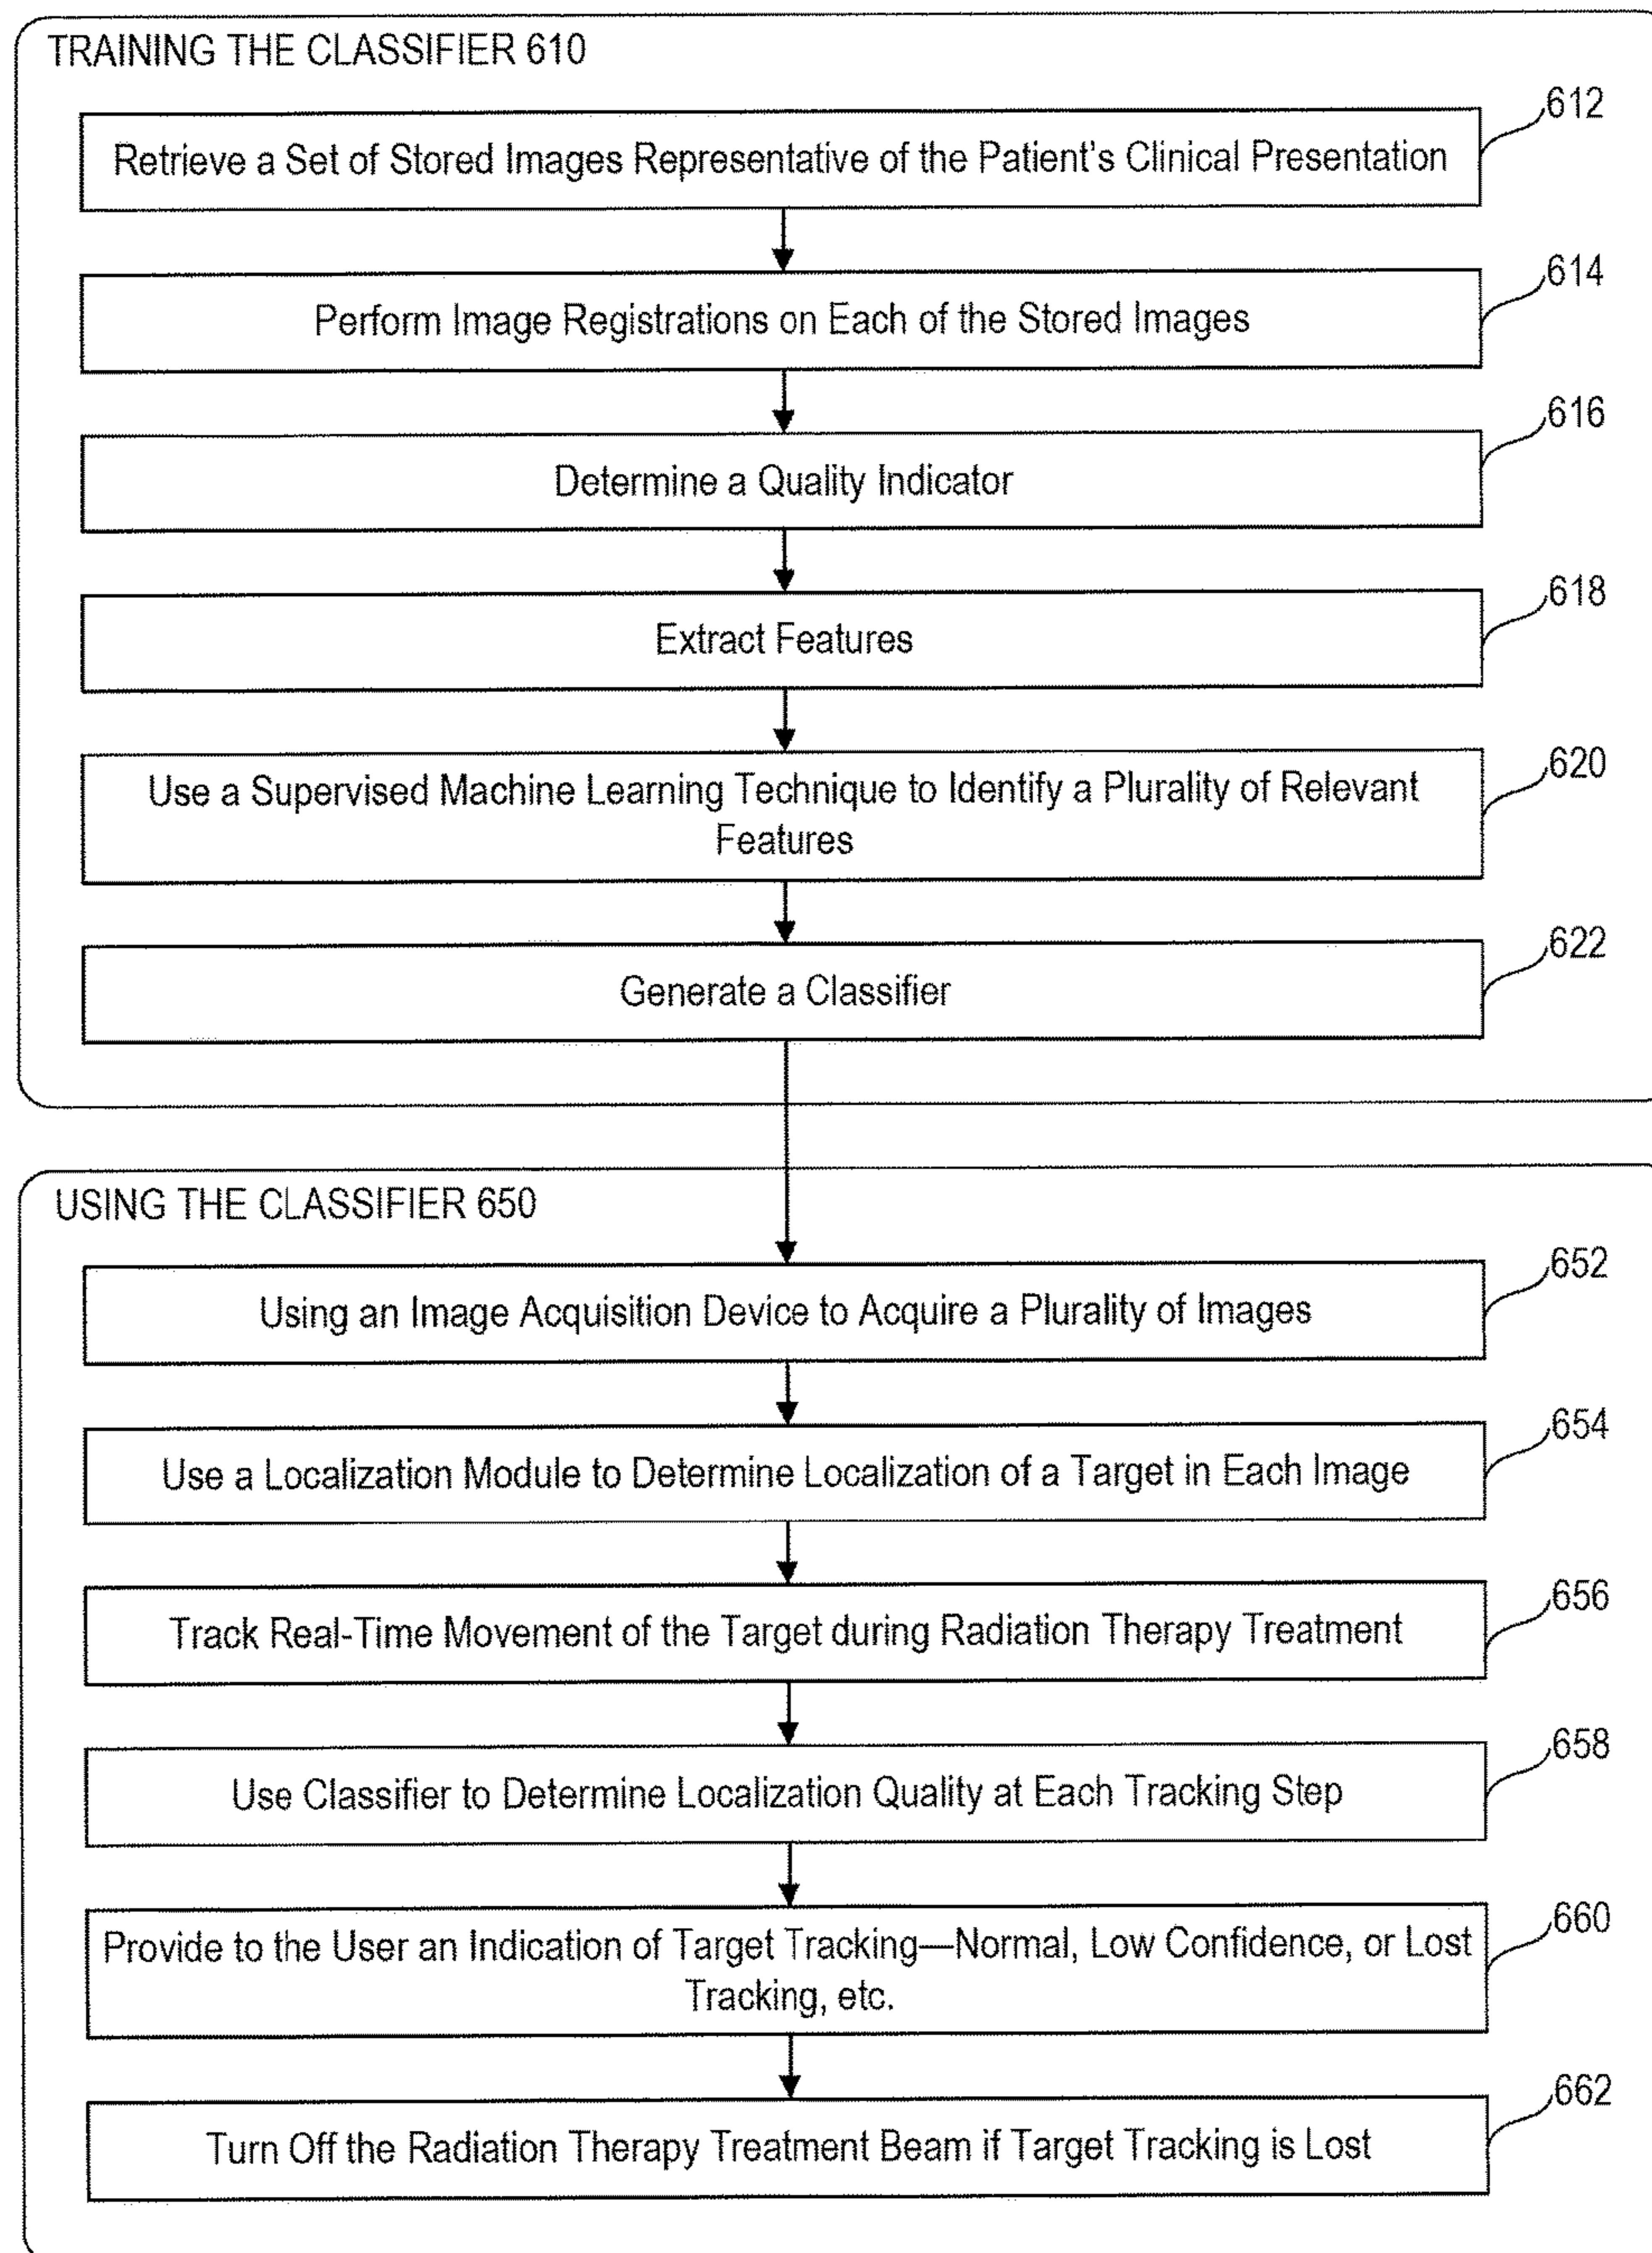 TRAINING THE CLASSIFIER 610
612
Retrieve a Set of Stored Images Representative of the Patient's Clinical Presentation
614
Perform Image Registrations on Each of the Stored Images
616
Determine a Quality Indicator
618
Extract Features
620
Use a Supervised Machine Learning Technique to Identify a Plurality of Relevant
Features
622
Generate a Classifier
USING THE CLASSIFIER 650
652
Using an Image Acquisition Device to Acquire a Plurality of Images
654
Use a Localization Module to Determine Localization of a Target in Each Image
656
Track Real-Time Movement of the Target during Radiation Therapy Treatment
658
Use Classifier to Determine Localization Quality at Each Tracking Step
660
Provide to the User an Indication of Target Tracking—Normal, Low Confidence, or Lost
Tracking, etc.
662
Turn Off the Radiation Therapy Treatment Beam if Target Tracking is Lost